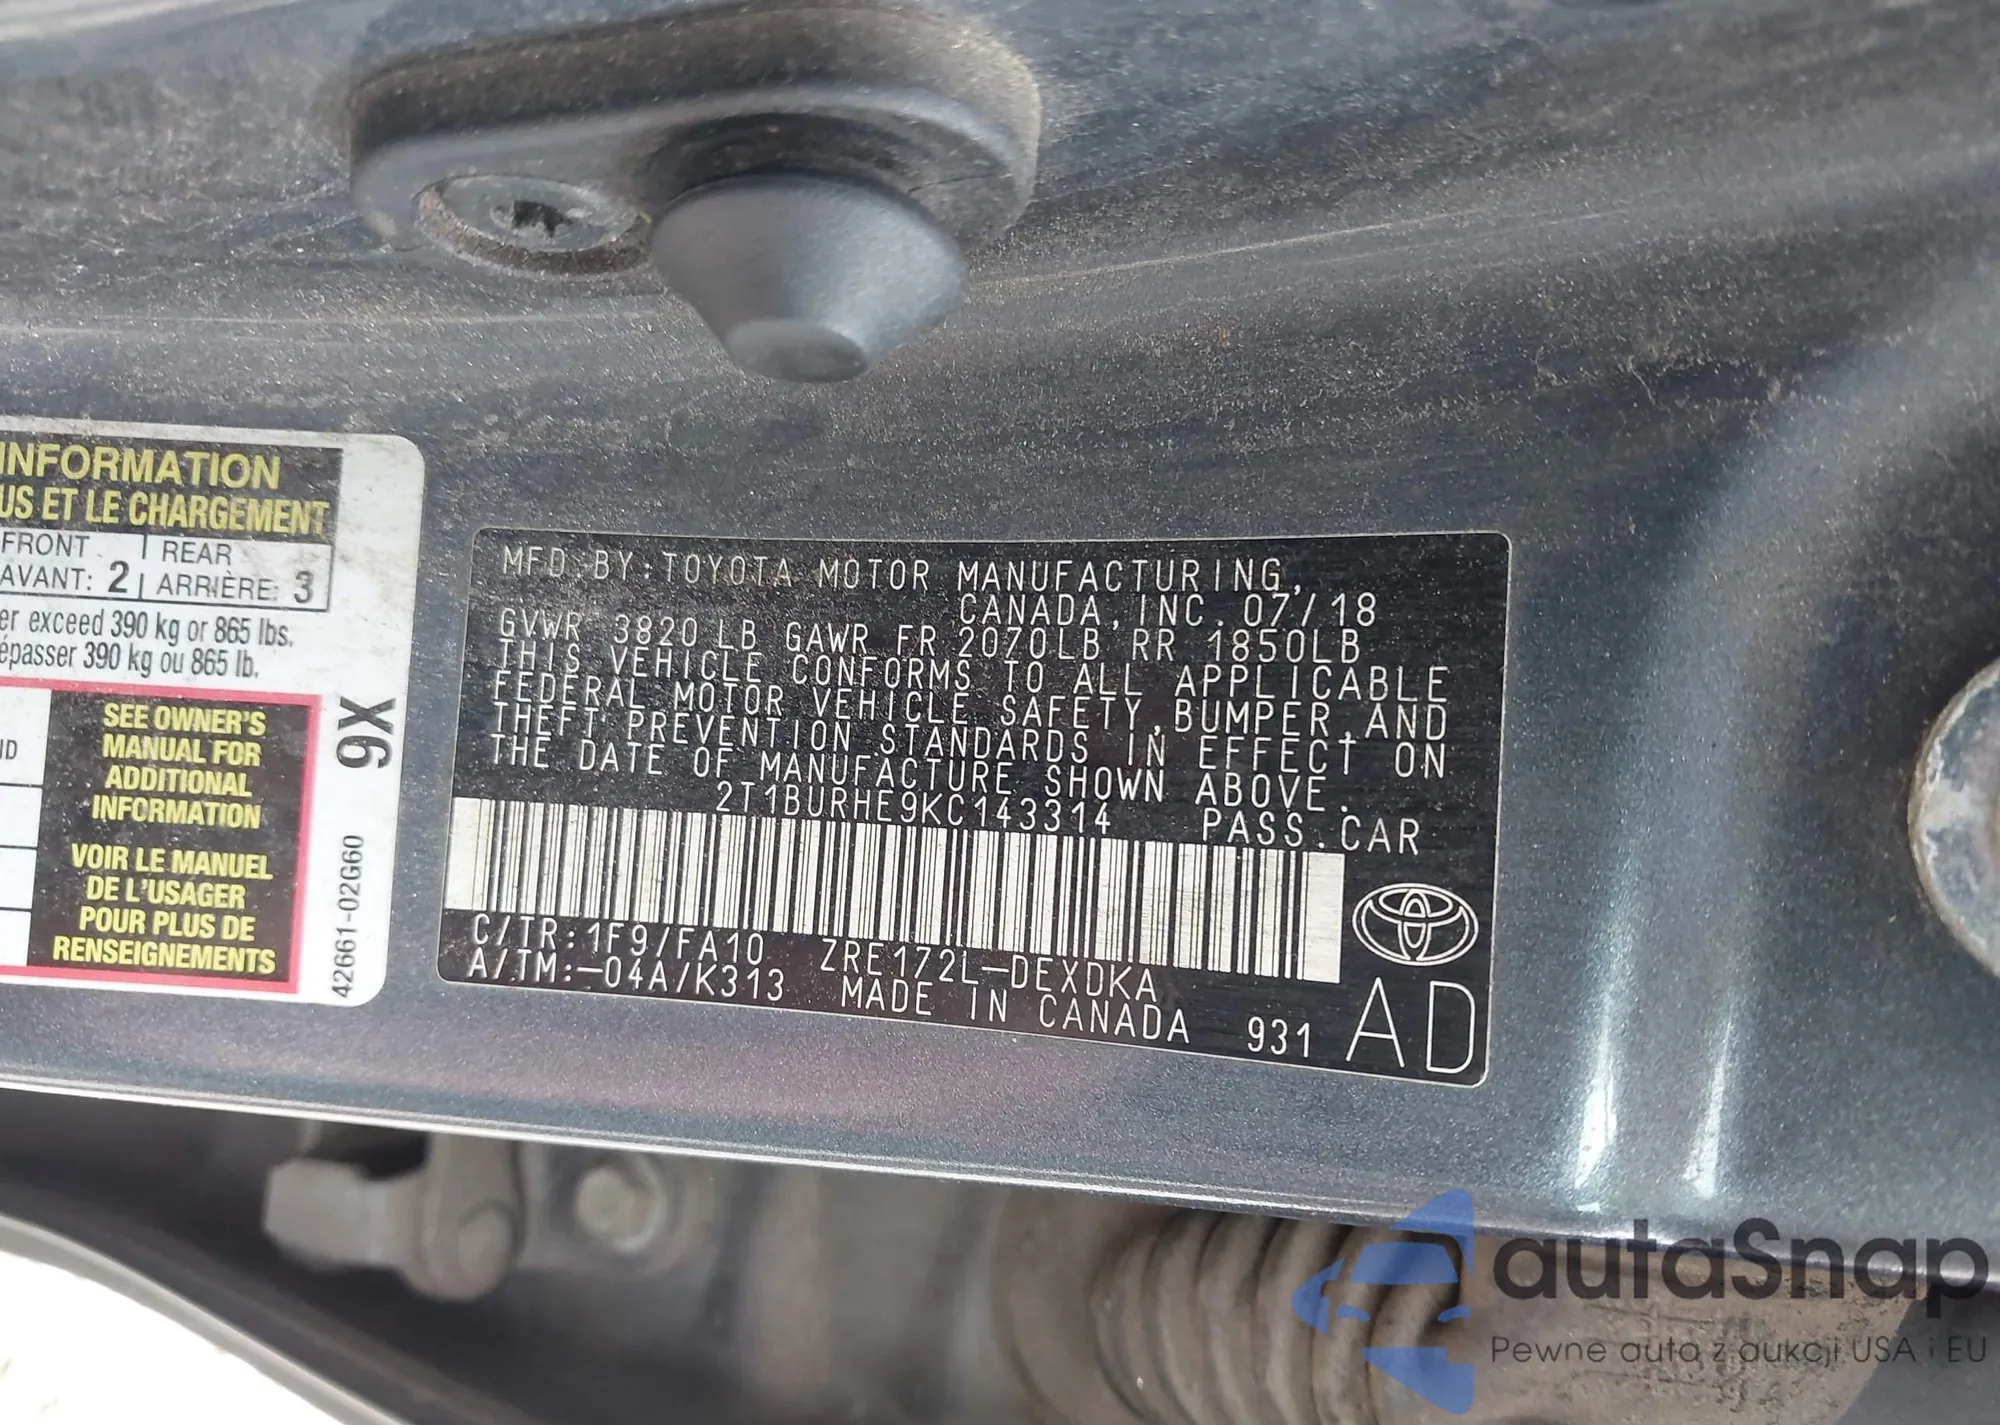 INFORMATION
US ET LE CHARGEMENT
FRONT REAR
AVANT: 2 ARRIÈRE: 3
er exceed 390 kg or 865 lbs.
épasser 390 kg ou 865 lb.
SEE OWNER'S
MANUAL FOR
ADDITIONAL
INFORMATION
VOIR LE MANUEL
DE L'USAGER
POUR PLUS DE
RENSEIGNEMENTS
9X
42661-02G60
MFD BY:TOYOTA MOTOR MANUFACTURING,
CANADA,INC. 07/18
GVWR 3820 LB GAWR FR 2070LB RR 1850LB
THIS VEHICLE CONFORMS TO ALL APPLICABLE
FEDERAL MOTOR VEHICLE SAFETY,BUMPER,AND
THEFT PREVENTION STANDARDS IN EFFECT ON
THE DATE OF MANUFACTURE SHOWN ABOVE.
2T1BURHE9KC143314 PASS.CAR
C/TR:1F9/FA10 ZRE172L-DEXDKA
A/TM:-04A/K313 MADE IN CANADA 931 AD
autaSnap
Pewne auta z aukcji USA i EU